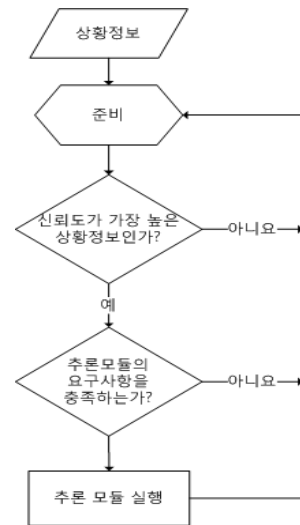 상황정보
준비
신뢰도가 가장 높은
상황정보인가?
아니요
예
추론모듈의
요구사항을
충족하는가?
아니요
추론 모듈 실행